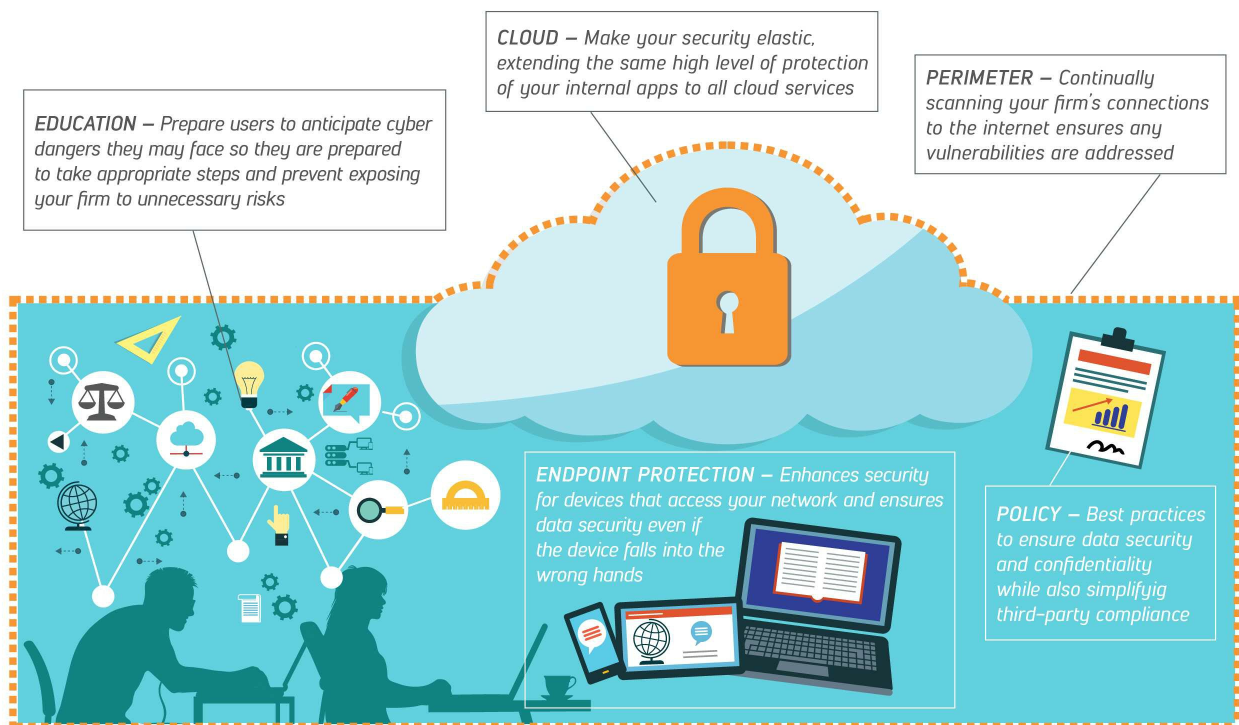 CLOUD – Make your security elastic,
extending the same high level of protection
of your internal apps to all cloud services
PERIMETER – Continually
scanning your firm's connections
to the internet ensures any
vulnerabilities are addressed
EDUCATION – Prepare users to anticipate cyber
dangers they may face so they are prepared
to take appropriate steps and prevent exposing
your firm to unnecessary risks
ENDPOINT PROTECTION – Enhances security
for devices that access your network and ensures
data security even if
the device falls into the
wrong hands
POLICY – Best practices
to ensure data security
and confidentiality
while also simplifyig
third-party compliance